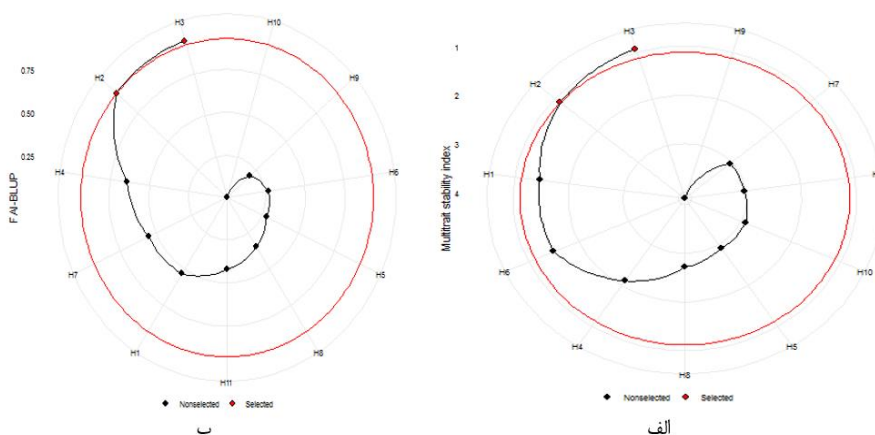 H3
H10
H2
H9
H4
H6
H7
H5
H1
H8
H11
0.75
0.50
0.25
FAI-BLUP
Nonselected Selected
ب
H3
H9
H2
H7
H1
H6
H10
H4
H5
H8
1
2
3
4
Multitrait stability index
Nonselected Selected
الف